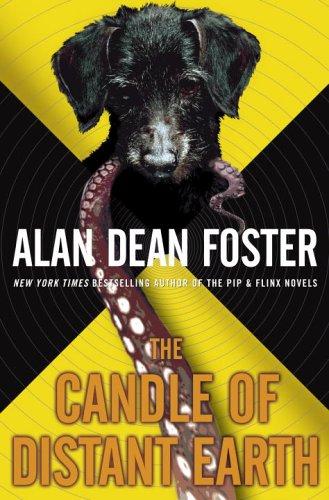 ALAN DEAN FOSTER
NEW YORK TIMES BESTSELLING AUTHOR OF THE PIP & FLINX NOVELS
THE
CANDLE OF
DISTANT EARTH